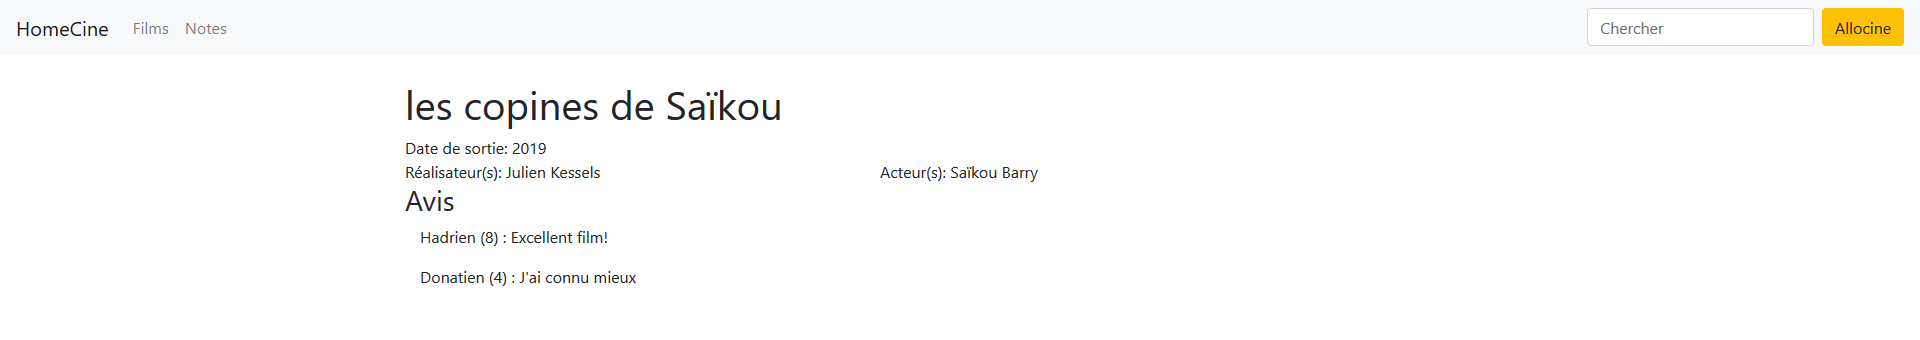 HomeCine Films Notes Chercher Allocine
les copines de Saïkou
Date de sortie: 2019
Réalisateur(s): Julien Kessels Acteur(s): Saïkou Barry
Avis
Hadrien (8) : Excellent film!
Donatien (4) : J'ai connu mieux